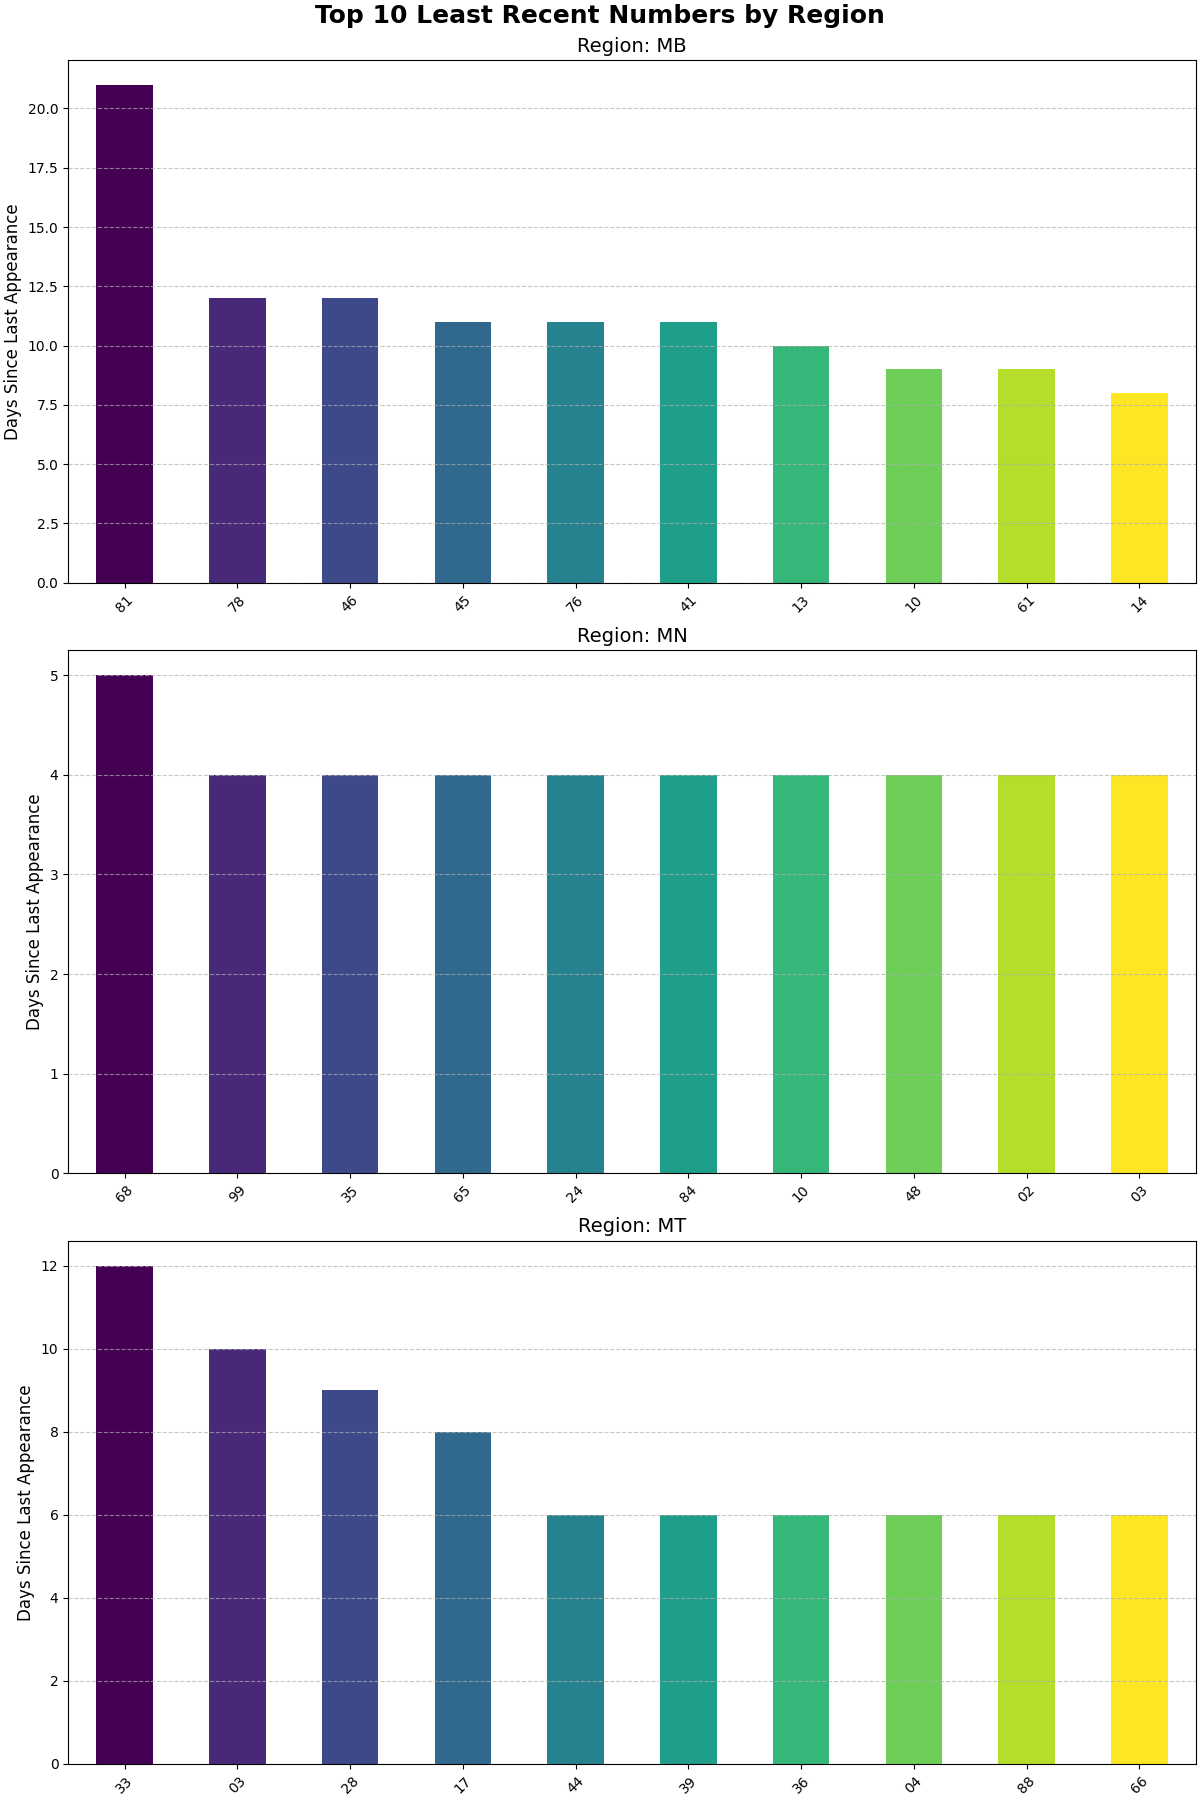 Top 10 Least Recent Numbers by Region
Region: MB
Days Since Last Appearance
20.0
17.5
15.0
12.5
10.0
7.5
5.0
2.5
0.0
81 78 46 45 76 41 13 10 61 14
Region: MN
Days Since Last Appearance
5
4
3
2
1
0
68 99 35 65 24 84 10 48 02 03
Region: MT
Days Since Last Appearance
12
10
8
6
4
2
0
33 03 28 17 44 39 36 04 88 66